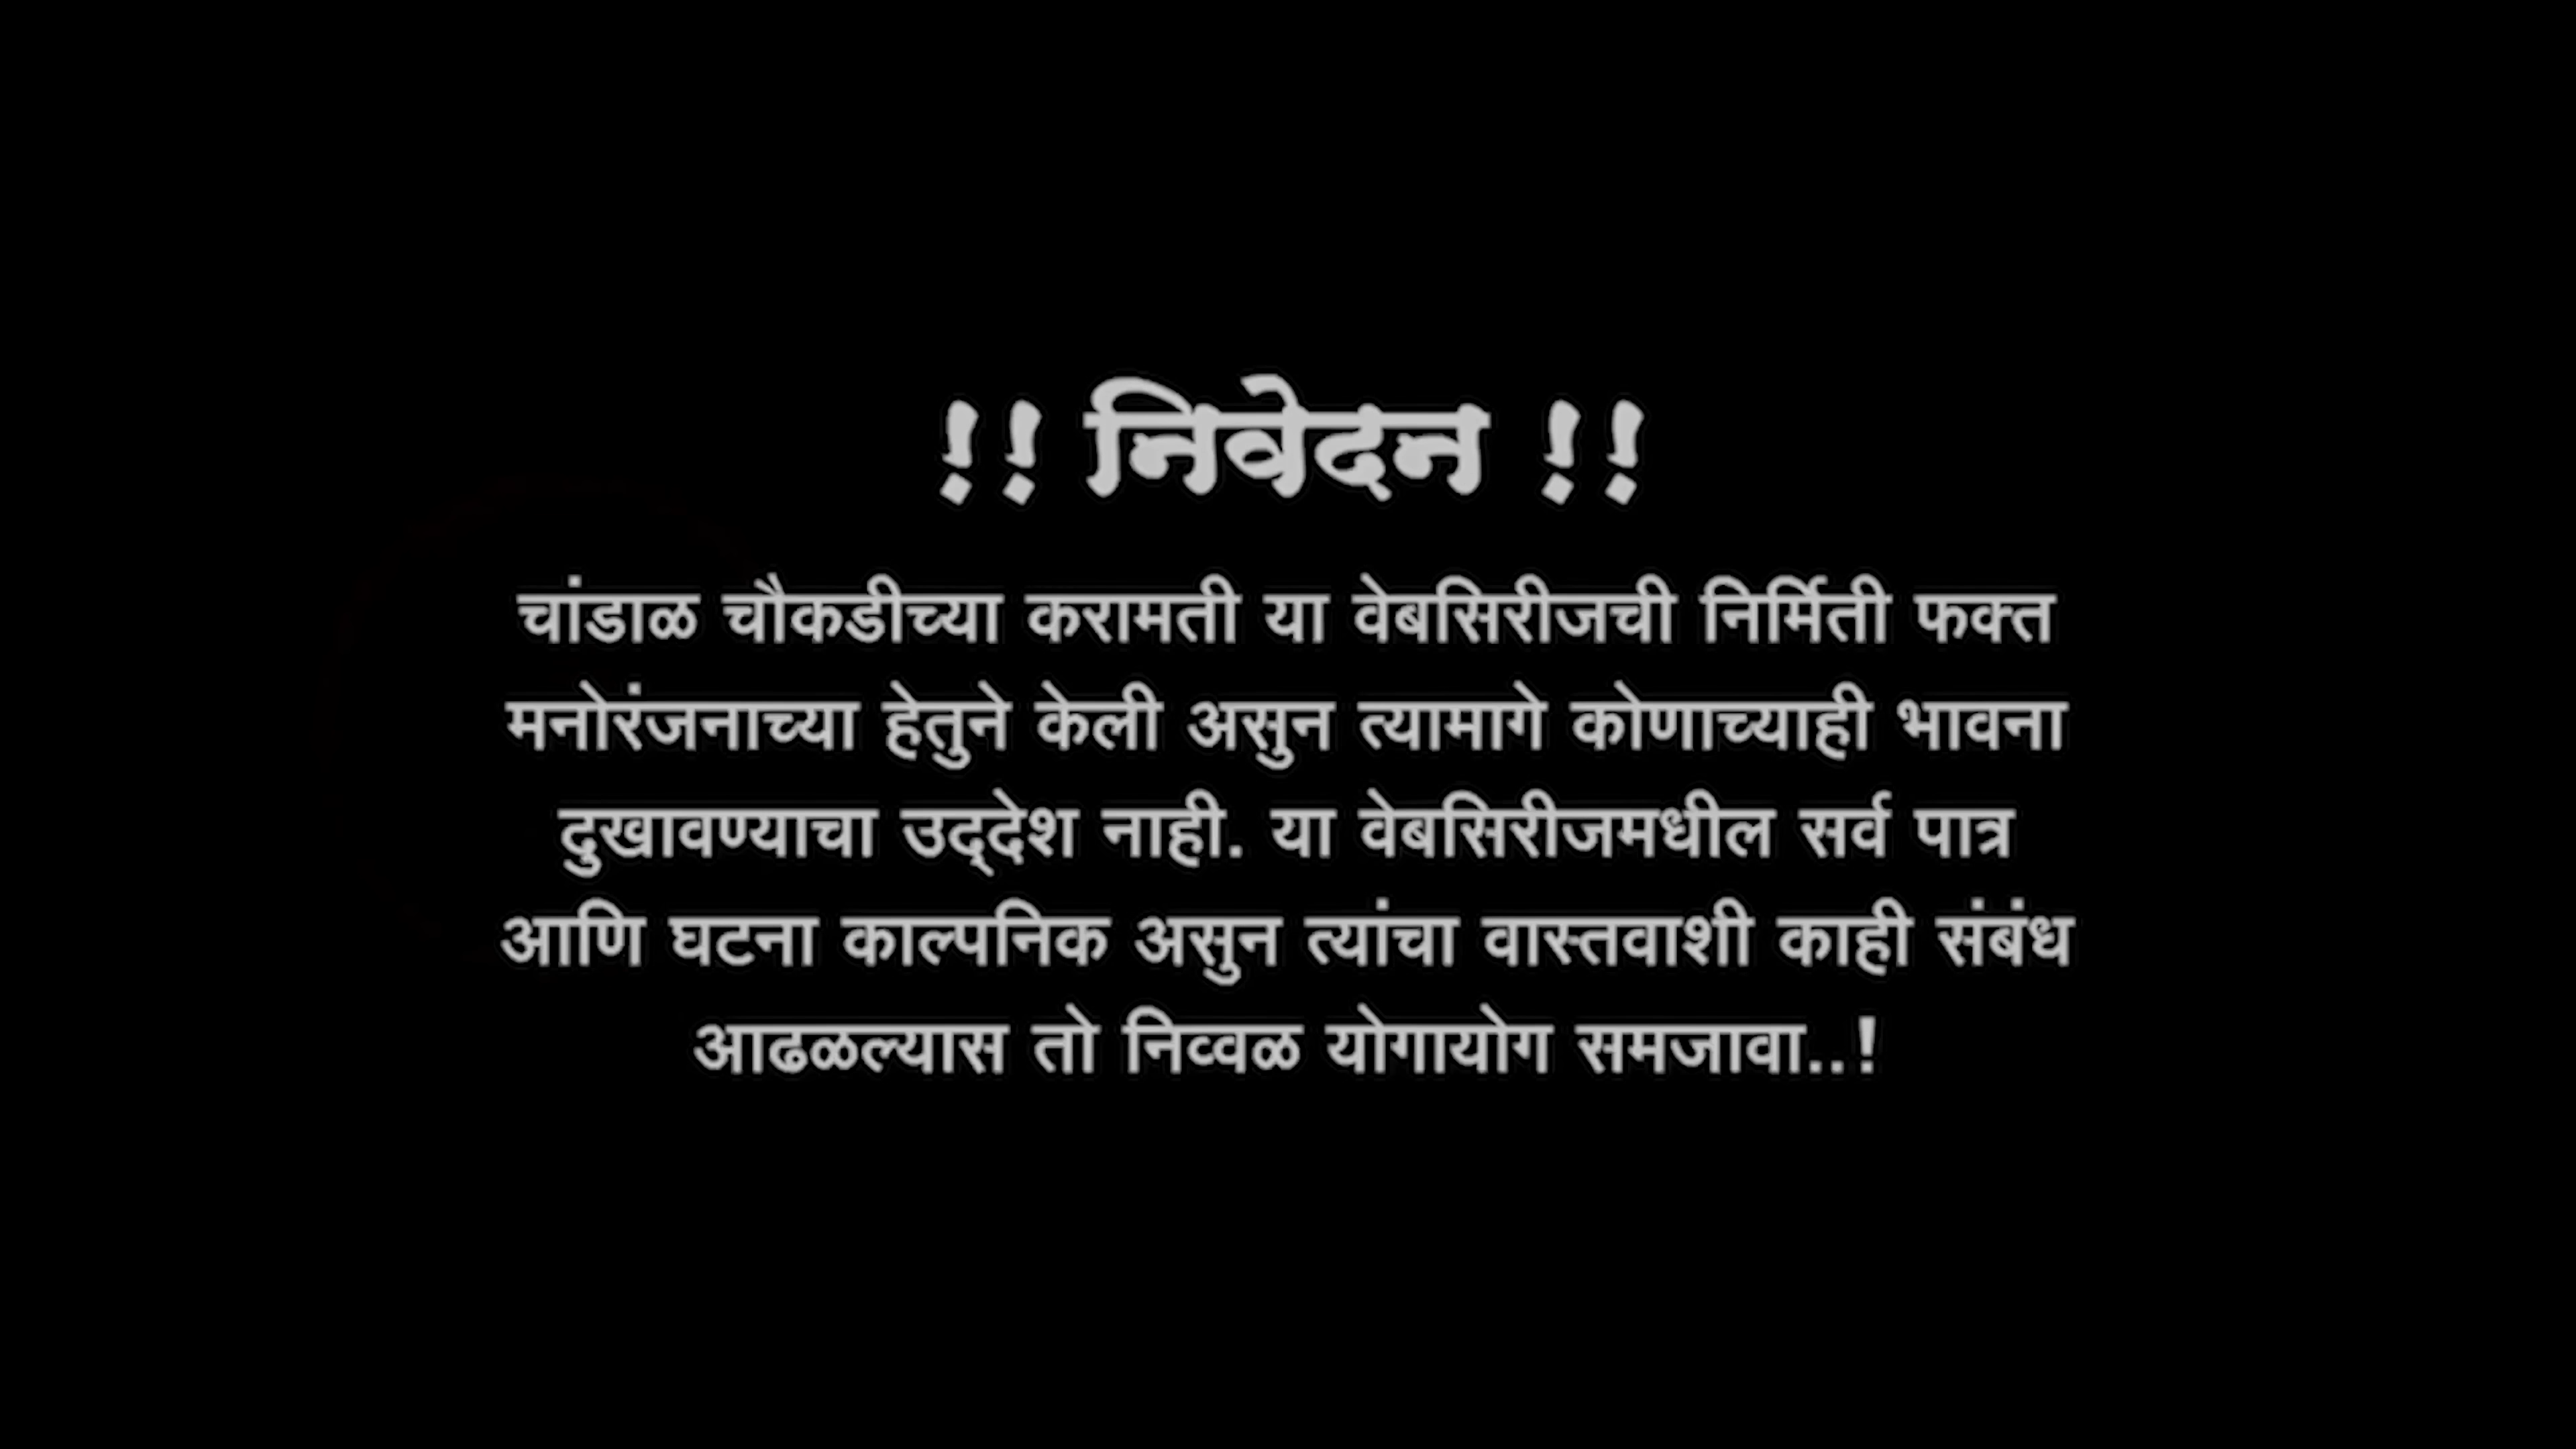 !! निवेदन !!
चांडाळ चौकडीच्या करामती या वेबसिरीजची निर्मिती फक्त
मनोरंजनाच्या हेतुने केली असुन त्यामागे कोणाच्याही भावना
दुखावण्याचा उद्‌देश नाही. या वेबसिरीजमधील सर्व पात्र
आणि घटना काल्पनिक असुन त्यांचा वास्तवाशी काही संबंध
आढळल्यास तो निव्वळ योगायोग समजावा..!